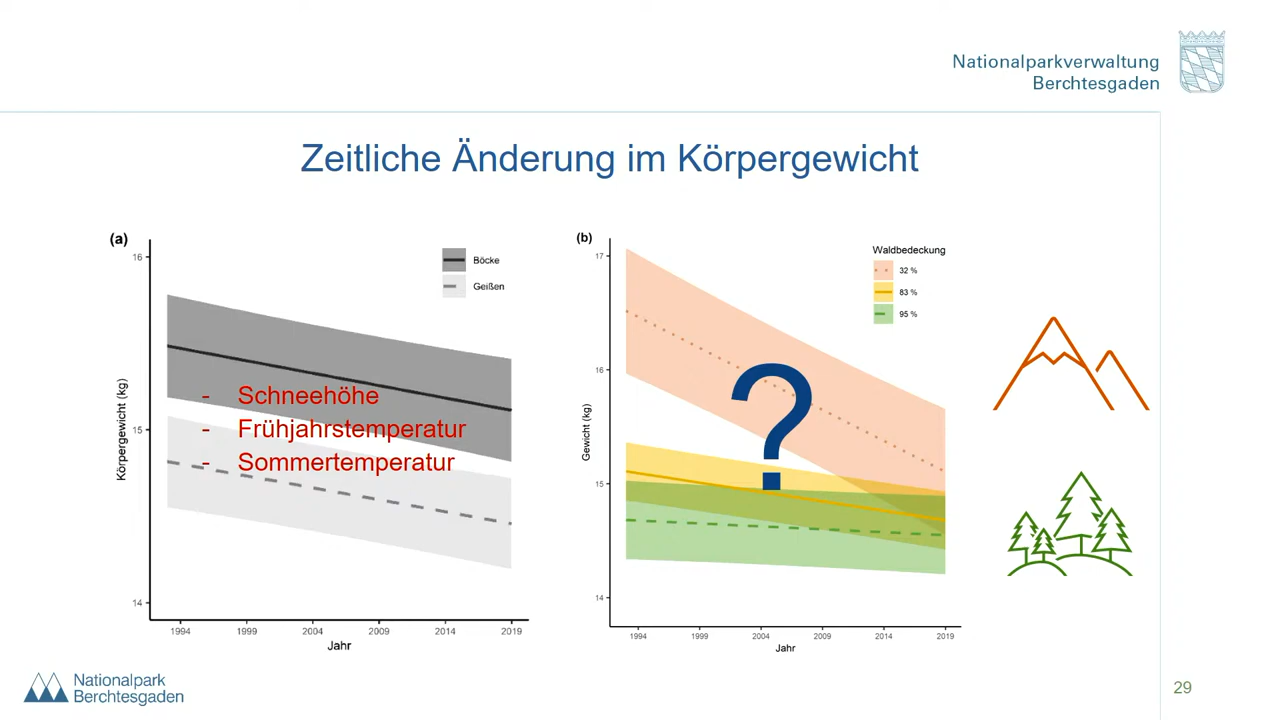 Nationalparkverwaltung
Berchtesgaden
Zeitliche Änderung im Körpergewicht
(a)
16
15
14
Körpergewicht (kg)
Böcke
Geißen
- Schneehöhe
- Frühjahrstemperatur
- Sommertemperatur
1994 1999 2004 2009 2014 2019
Jahr
(b)
17
16
15
14
Gewicht (kg)
Waldbedeckung
32 %
83 %
95 %
?
1994 1999 2004 2009 2014 2019
Jahr
Nationalpark
Berchtesgaden
29